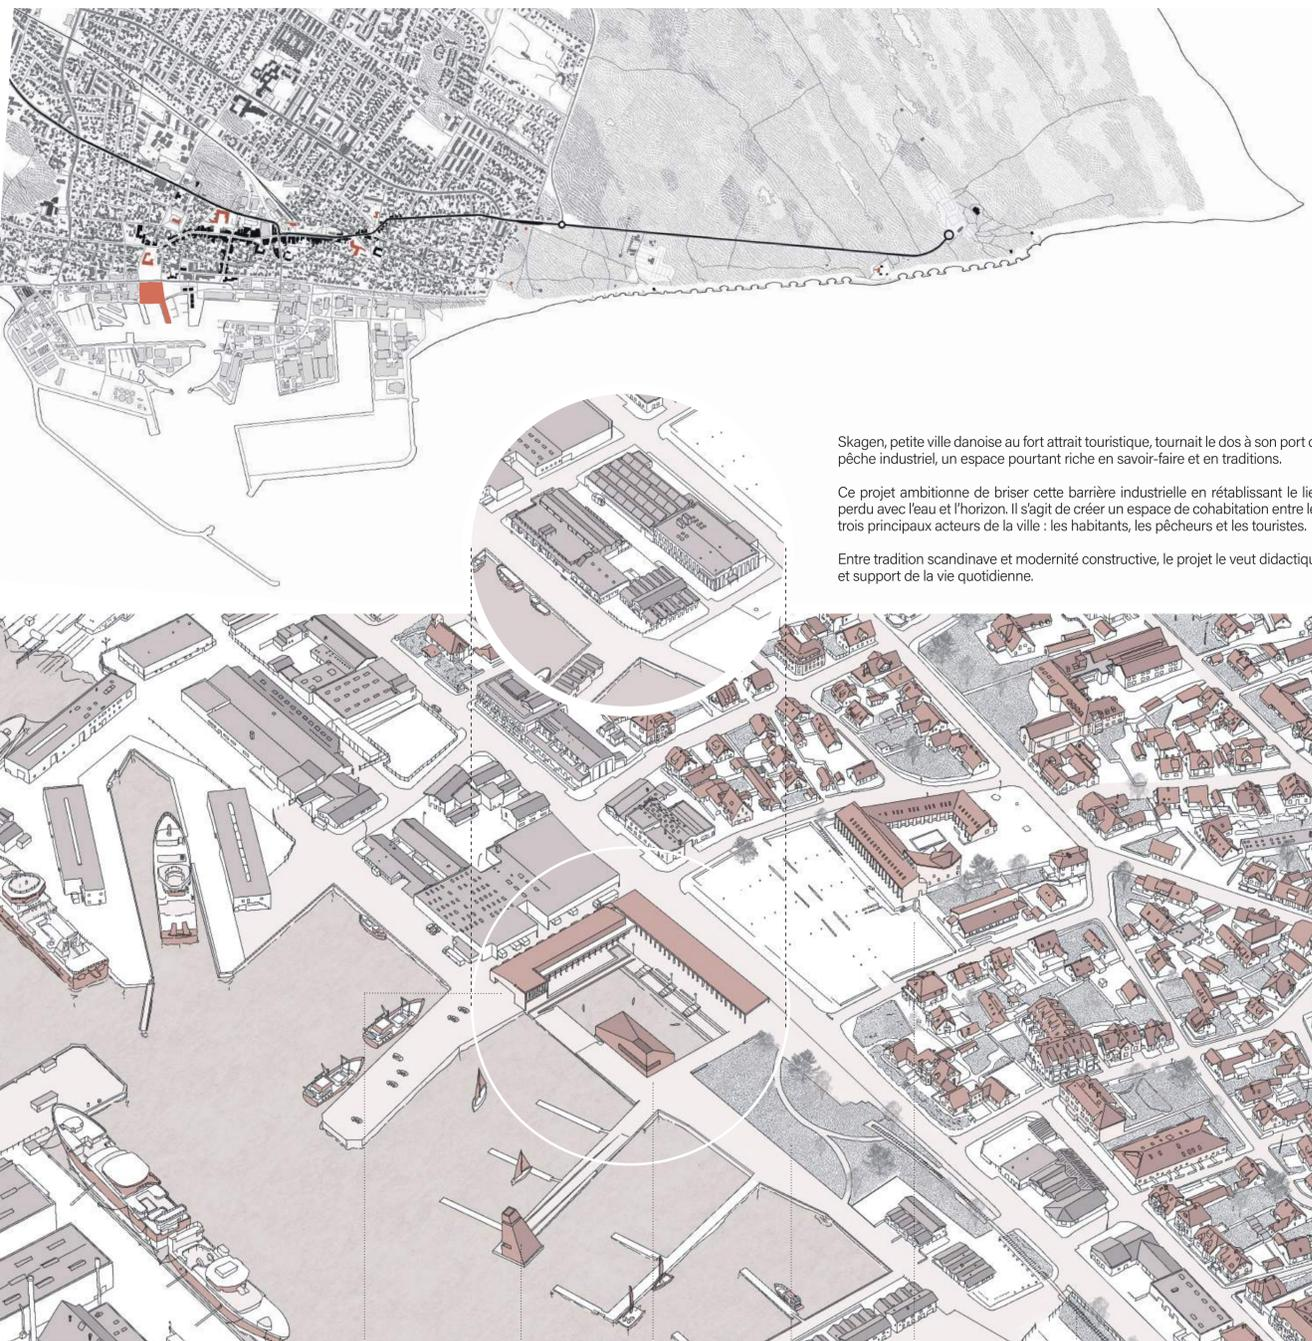 Skagen, petite ville danoise au fort attrait touristique, tournait le dos à son port d
pêche industriel, un espace pourtant riche en savoir-faire et en traditions.
Ce projet ambitionne de briser cette barrière industrielle en rétablissant le lie
perdu avec l'eau et l'horizon. Il s'agit de créer un espace de cohabitation entre le
trois principaux acteurs de la ville : les habitants, les pêcheurs et les touristes.
Entre tradition scandinave et modernité constructive, le projet le veut didactiqu
et support de la vie quotidienne.